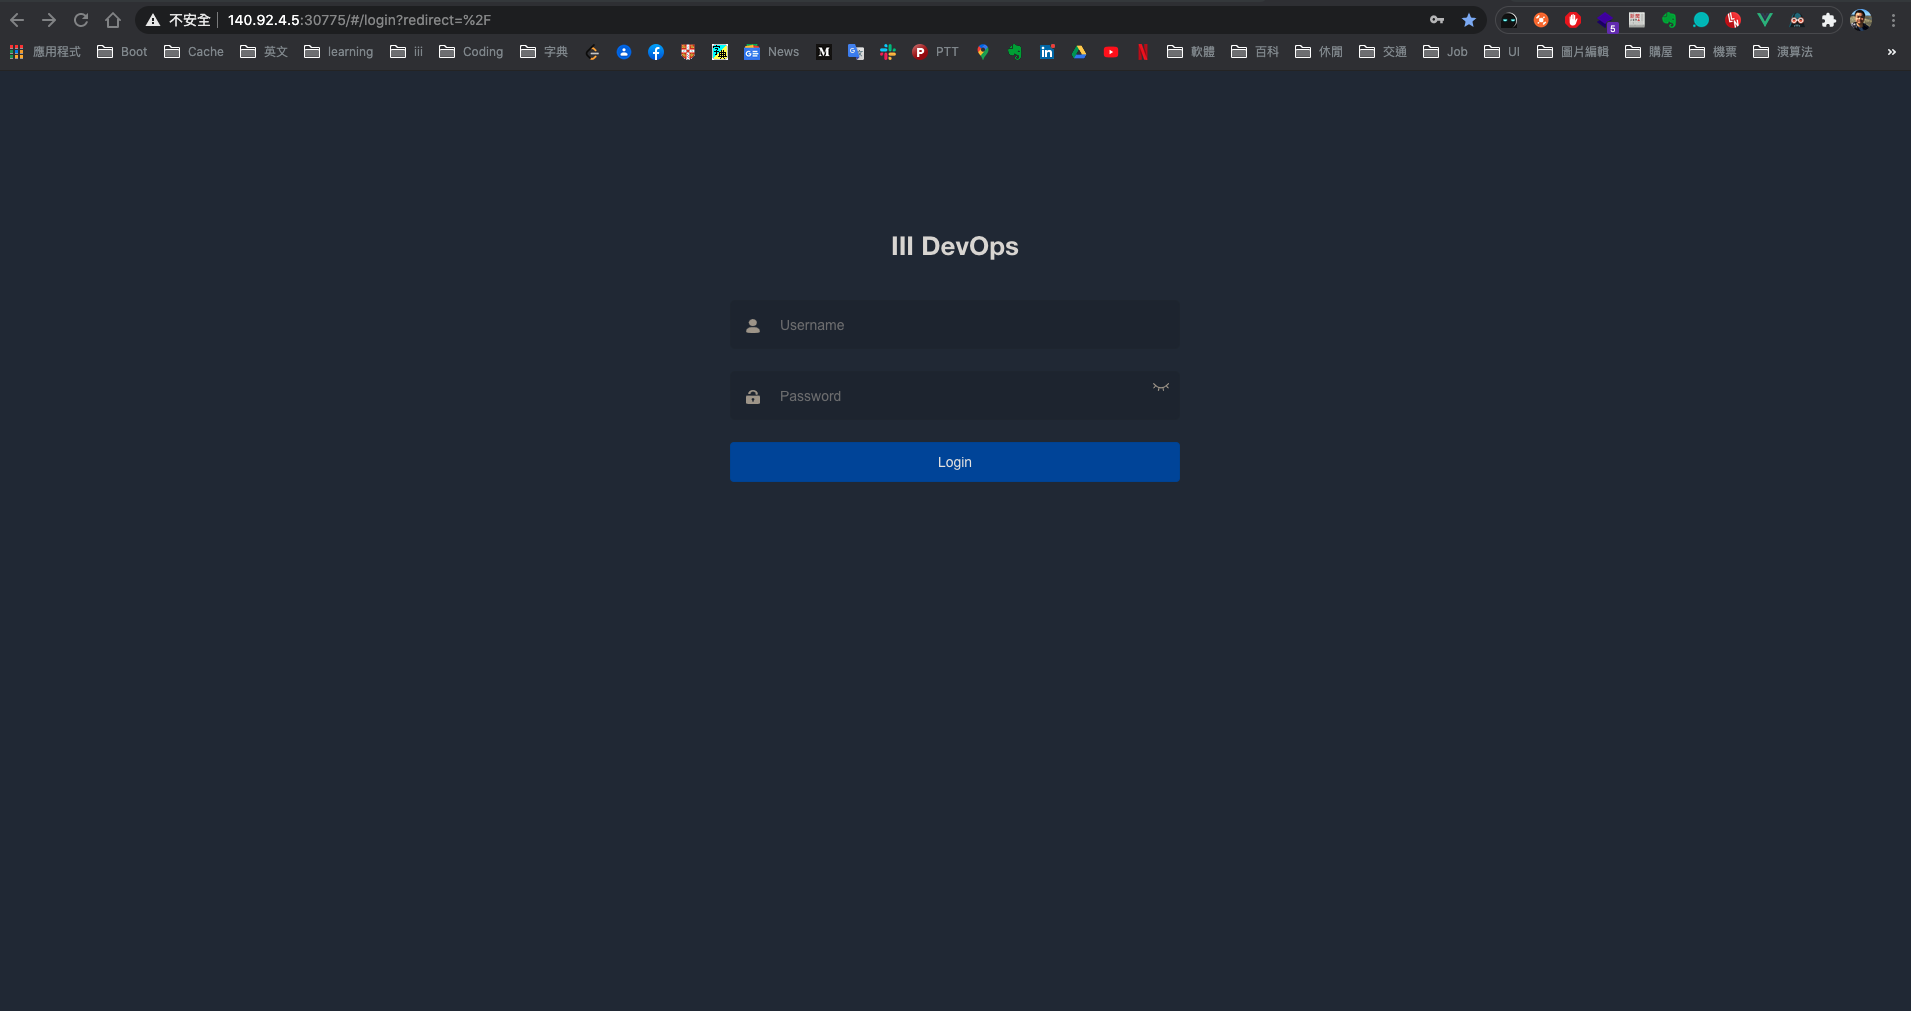 不安全 140.92.4.5:30775/#/login?redirect=%2F
5
應用程式 Boot Cache 英文 learning iii Coding 字典 News M PTT 軟體 百科 休閒 交通 Job UI 圖片編輯 購屋 機票 演算法 »
III DevOps
Username
Password
Login